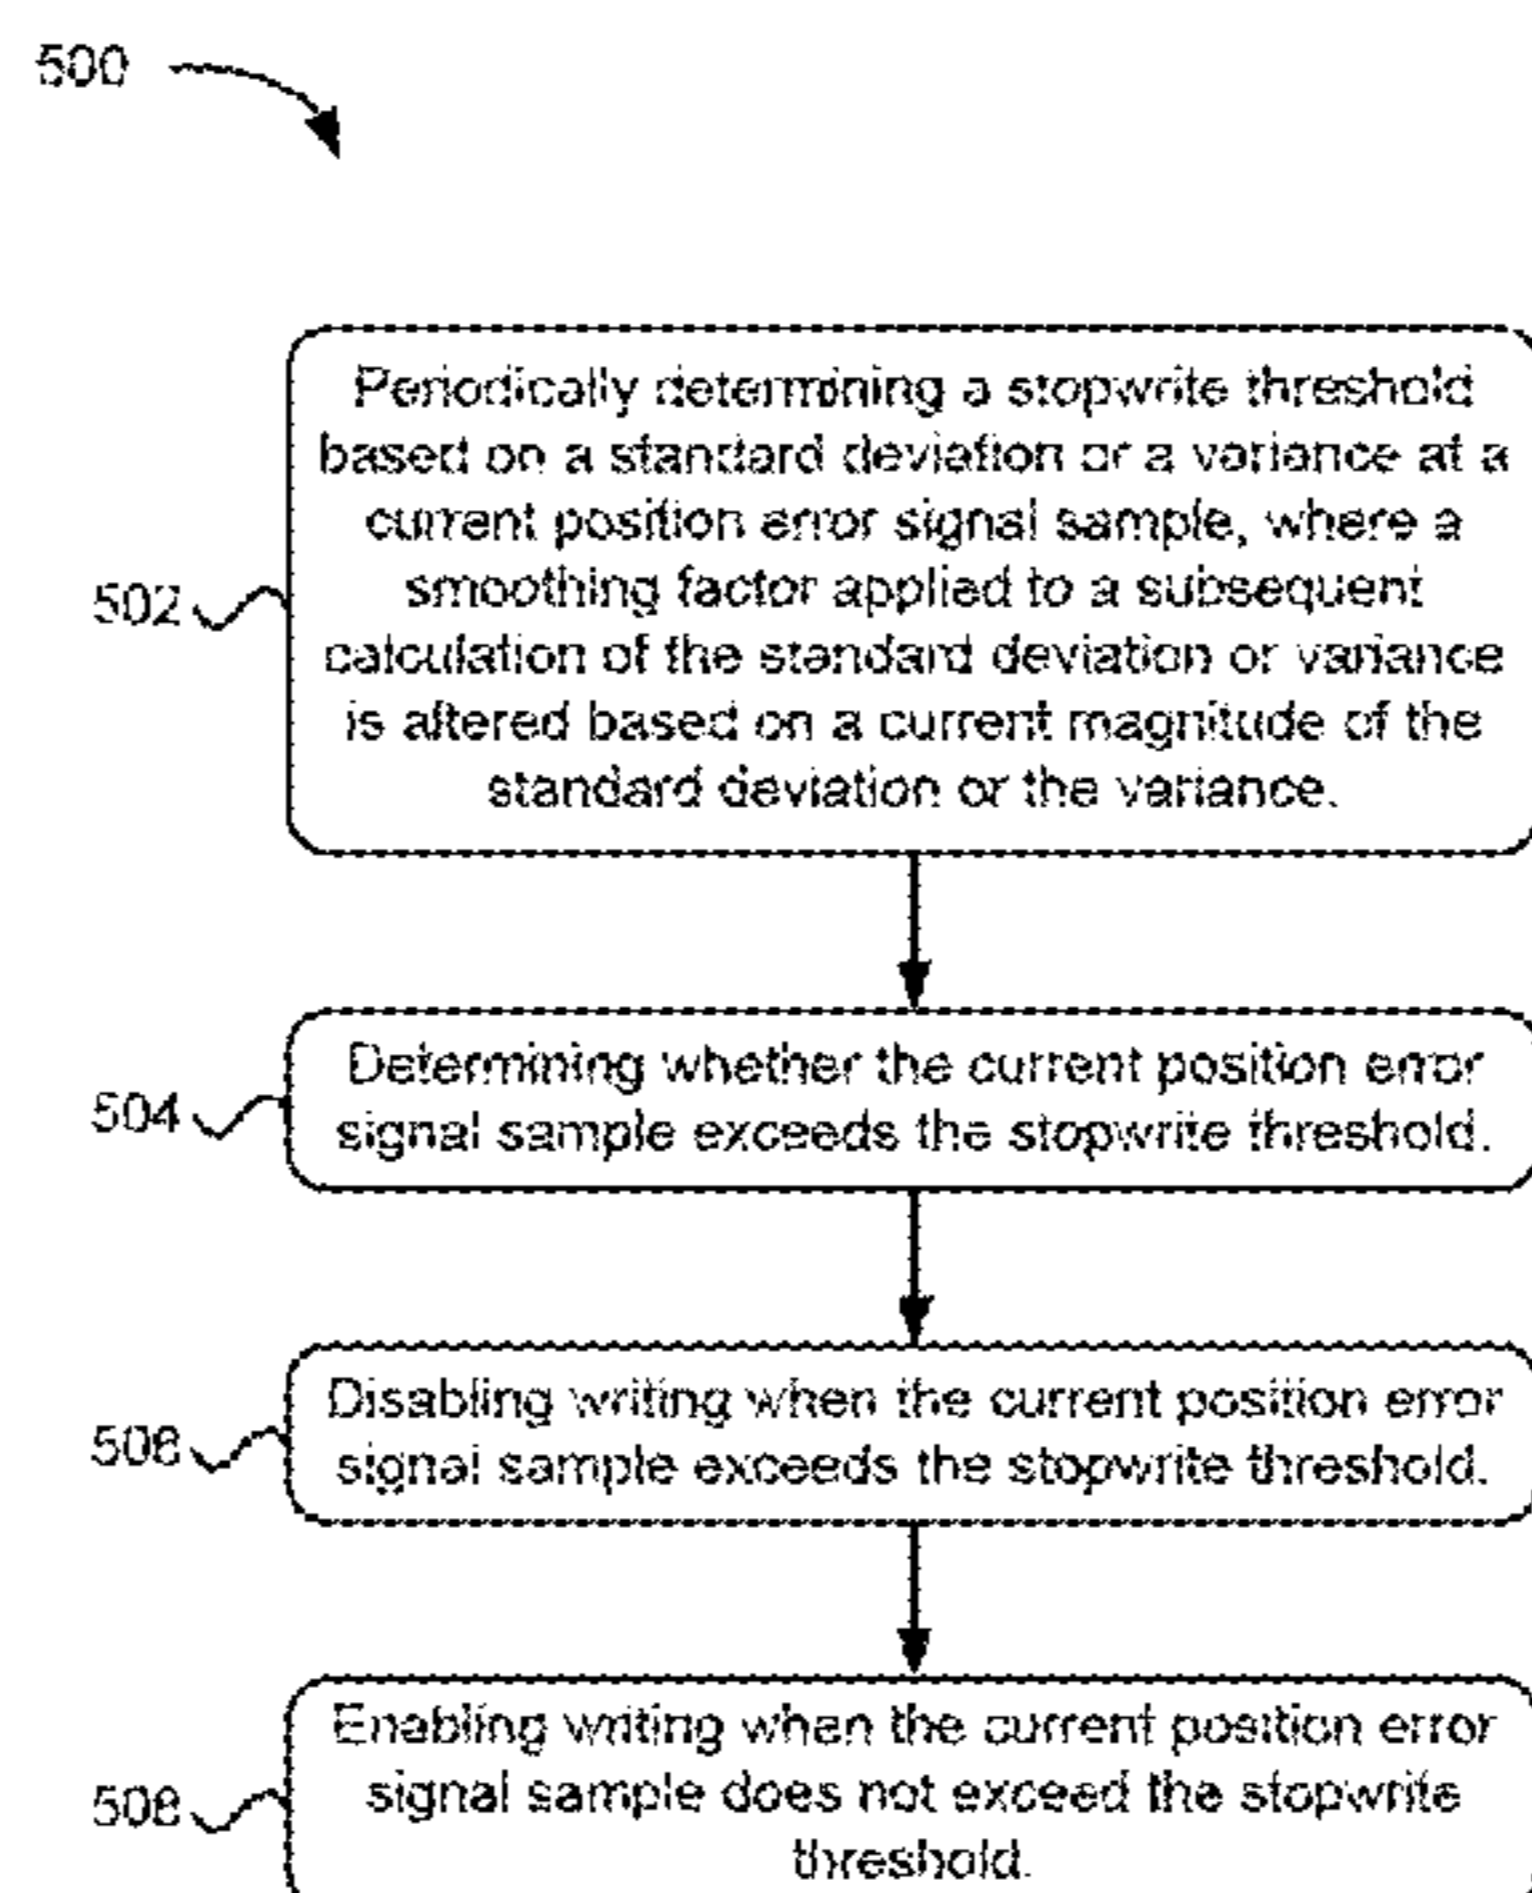 500
Periodically determining a stopwrite threshold
based on a standard deviation or a variance at a
current position error signal sample, where a
smoothing factor applied to a subsequent
calculation of the standard deviation or variance
is altered based on a current magnitude of the
standard deviation or the variance.
502
Determining whether the current position error
signal sample exceeds the stopwrite threshold.
504
Disabling writing when the current position error
signal sample exceeds the stopwrite threshold.
506
Enabling writing when the current position error
signal sample does not exceed the stopwrite
threshold.
508